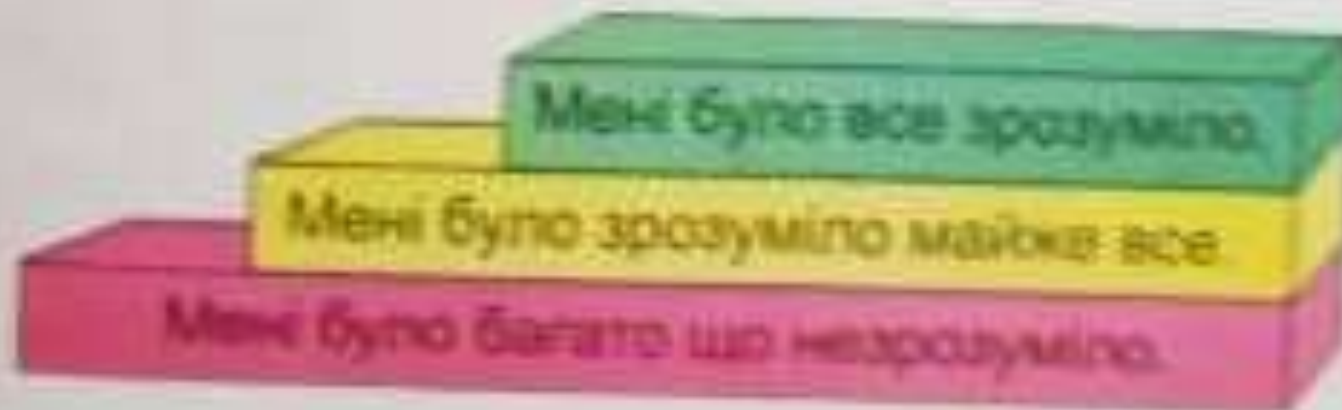 Мені було все зрозуміло.
Мені було зрозуміло майже все.
Мені було багато що незрозуміло.